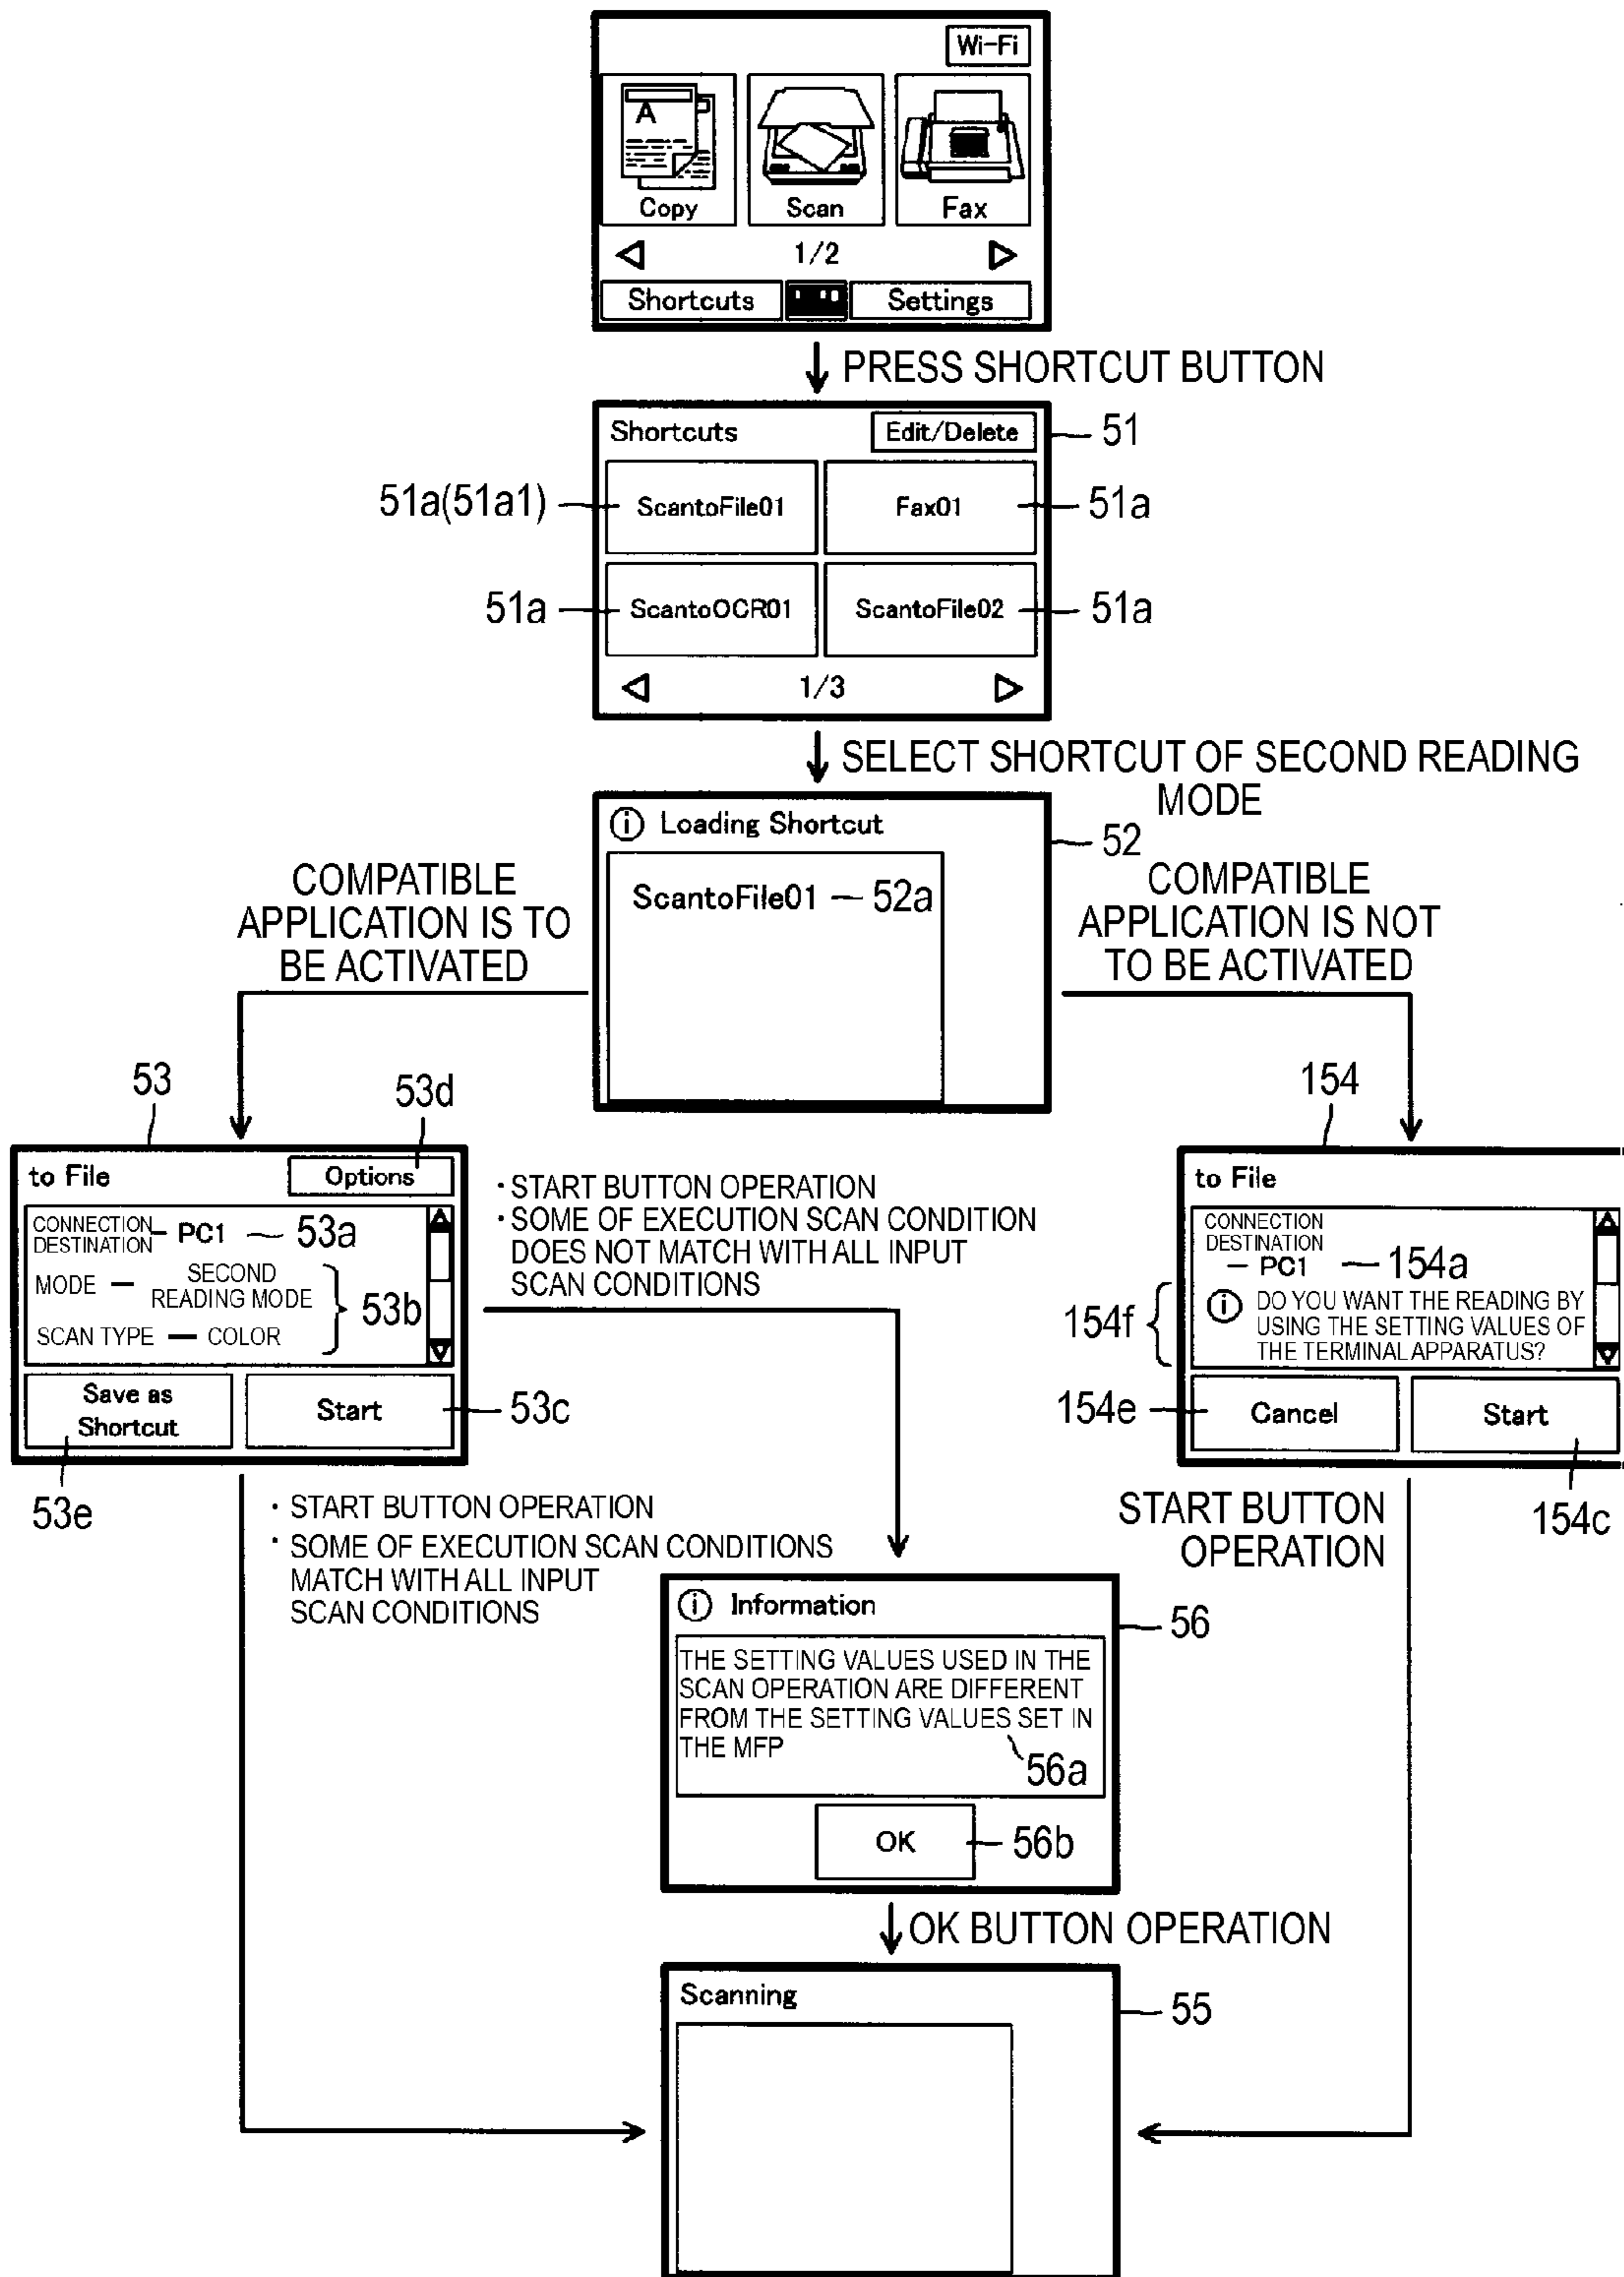 Wi-Fi
A
Copy
Scan
Fax
1/2
Shortcuts
Settings
PRESS SHORTCUT BUTTON
Shortcuts
Edit/Delete
51
51a(51a1)
ScantoFile01
Fax01
51a
51a
ScantoOCR01
ScantoFile02
51a
1/3
SELECT SHORTCUT OF SECOND READING
MODE
i Loading Shortcut
52
ScantoFile01
52a
COMPATIBLE
APPLICATION IS TO
BE ACTIVATED
COMPATIBLE
APPLICATION IS NOT
TO BE ACTIVATED
53
53d
to File
Options
CONNECTION
DESTINATION – PC1
53a
MODE – SECOND
READING MODE
SCAN TYPE — COLOR
53b
Save as
Shortcut
Start
53c
53e
· START BUTTON OPERATION
· SOME OF EXECUTION SCAN CONDITION
DOES NOT MATCH WITH ALL INPUT
SCAN CONDITIONS
154
to File
CONNECTION
DESTINATION
– PC1
154a
154f
i DO YOU WANT THE READING BY
USING THE SETTING VALUES OF
THE TERMINAL APPARATUS?
154e
Cancel
Start
154c
· START BUTTON OPERATION
· SOME OF EXECUTION SCAN CONDITIONS
MATCH WITH ALL INPUT
SCAN CONDITIONS
START BUTTON
OPERATION
i Information
56
THE SETTING VALUES USED IN THE
SCAN OPERATION ARE DIFFERENT
FROM THE SETTING VALUES SET IN
THE MFP
56a
OK
56b
OK BUTTON OPERATION
Scanning
55